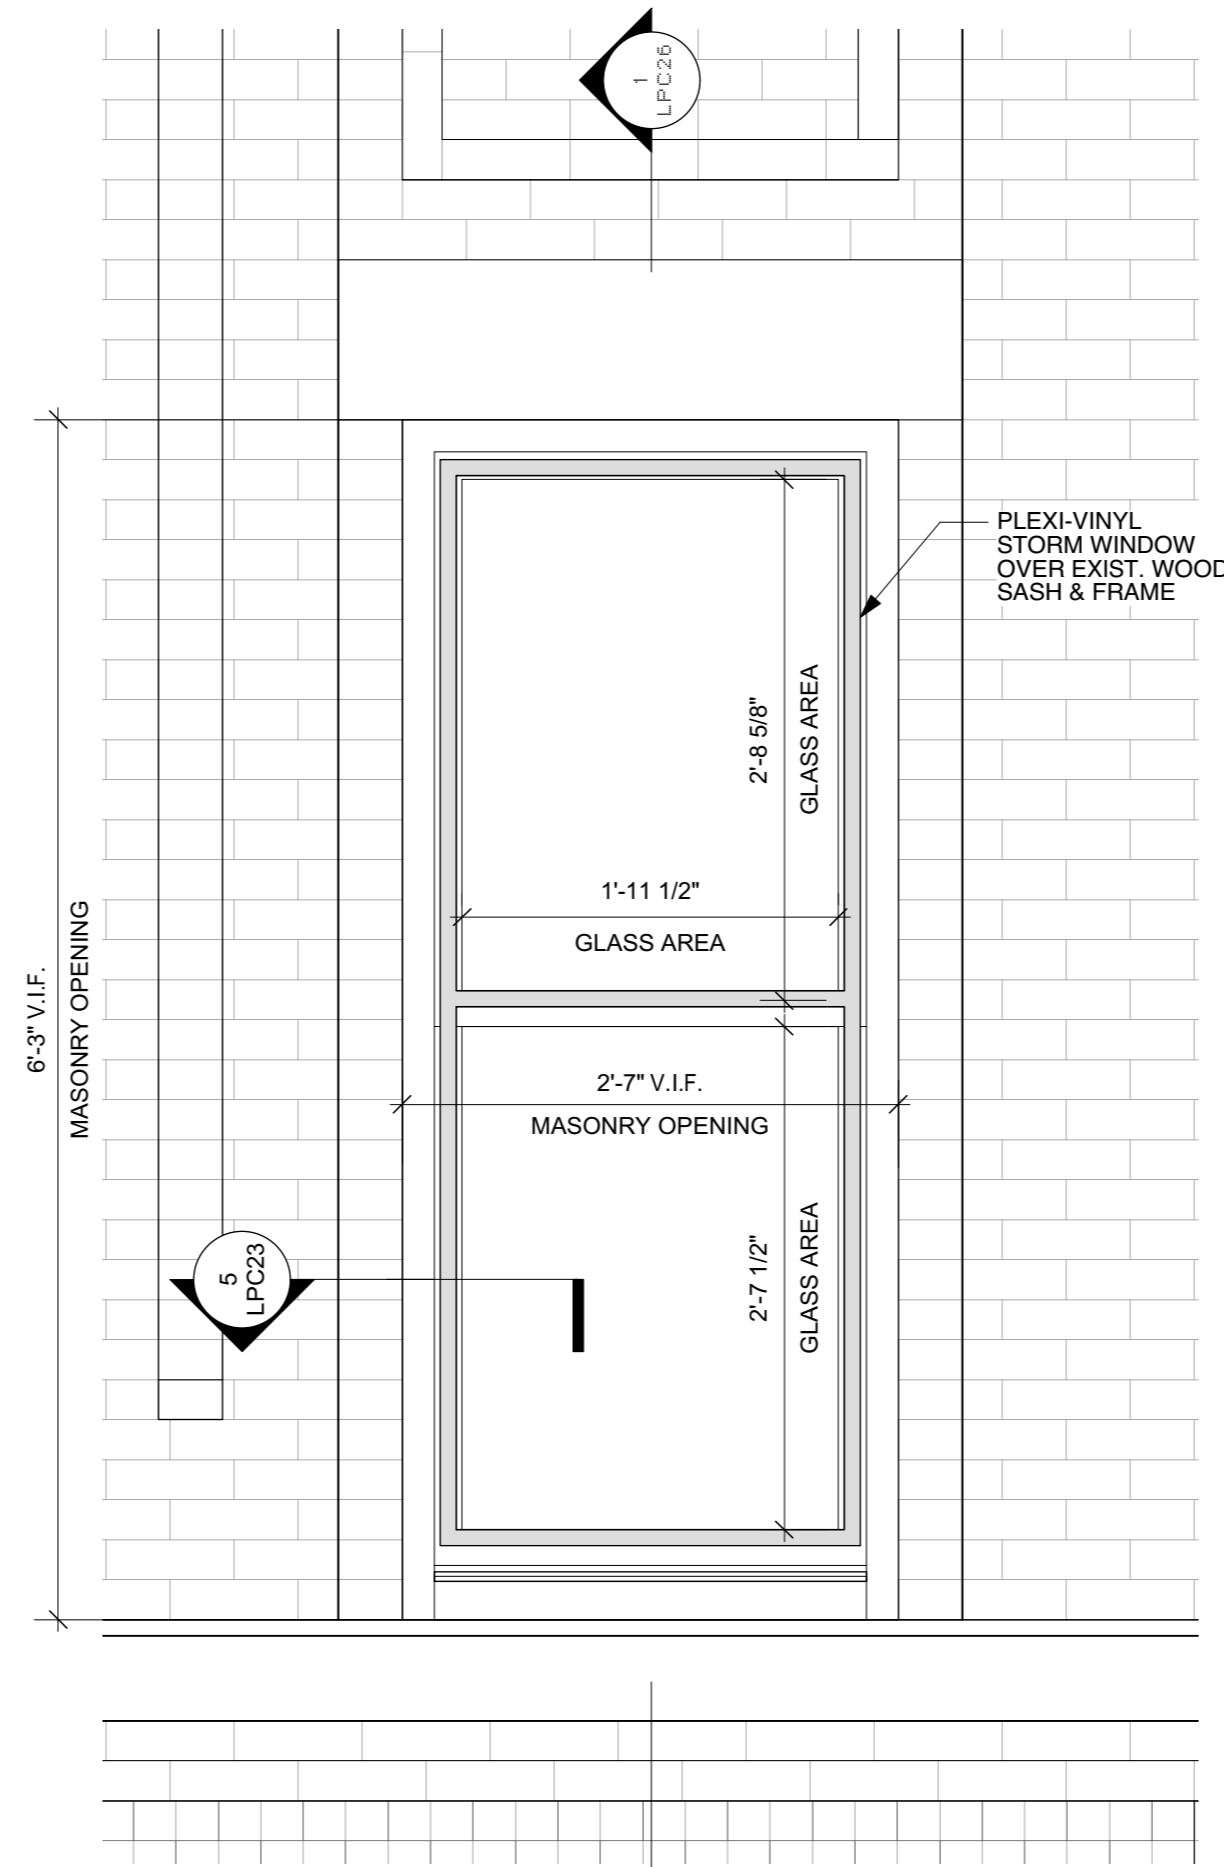 1
LPC26
PLEXI-VINYL
STORM WINDOW
OVER EXIST. WOOD
SASH & FRAME
2'-8 5/8"
GLASS AREA
1'-11 1/2"
GLASS AREA
6'-3" V.I.F.
MASONRY OPENING
2'-7" V.I.F.
MASONRY OPENING
5
LPC23
2'-7 1/2"
GLASS AREA